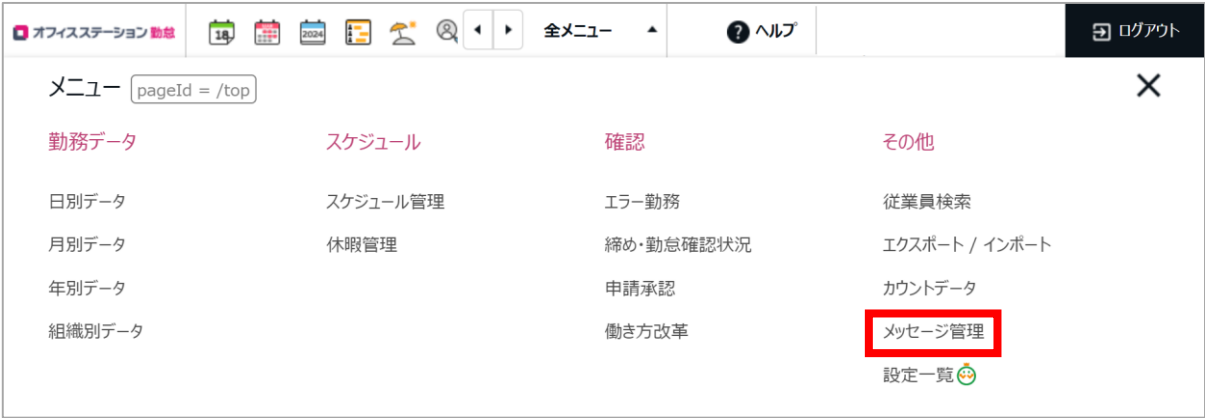 オフィスステーション 勤怠 18 2024 全メニュー ? ヘルプ ログアウト
メニュー pageId = /top
勤務データ スケジュール 確認 その他
日別データ スケジュール管理 エラー勤務 従業員検索
月別データ 休暇管理 締め・勤怠確認状況 エクスポート / インポート
年別データ 申請承認 カウントデータ
組織別データ 働き方改革 メッセージ管理
設定一覧